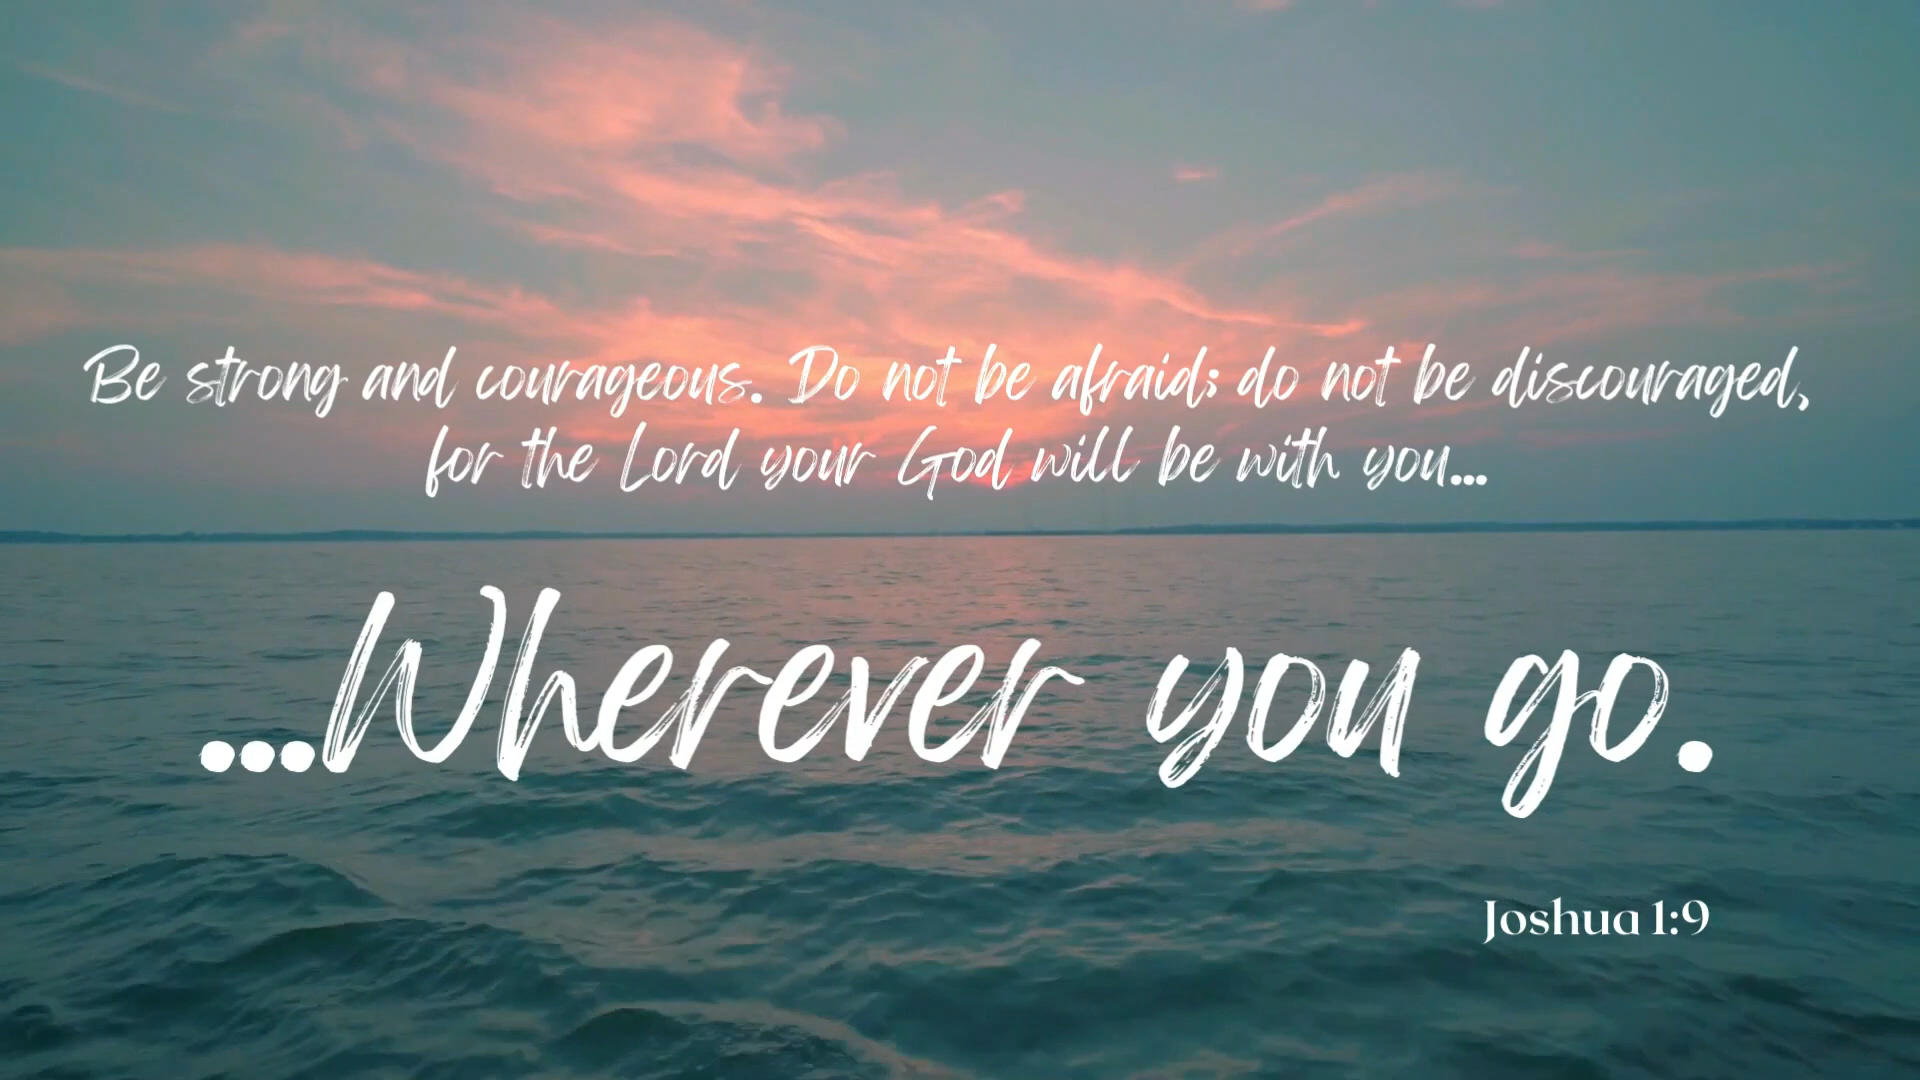 Be strong and courageous. Do not be afraid; do not be discouraged,
for the Lord your God will be with you...
...Wherever you go.
Joshua 1:9